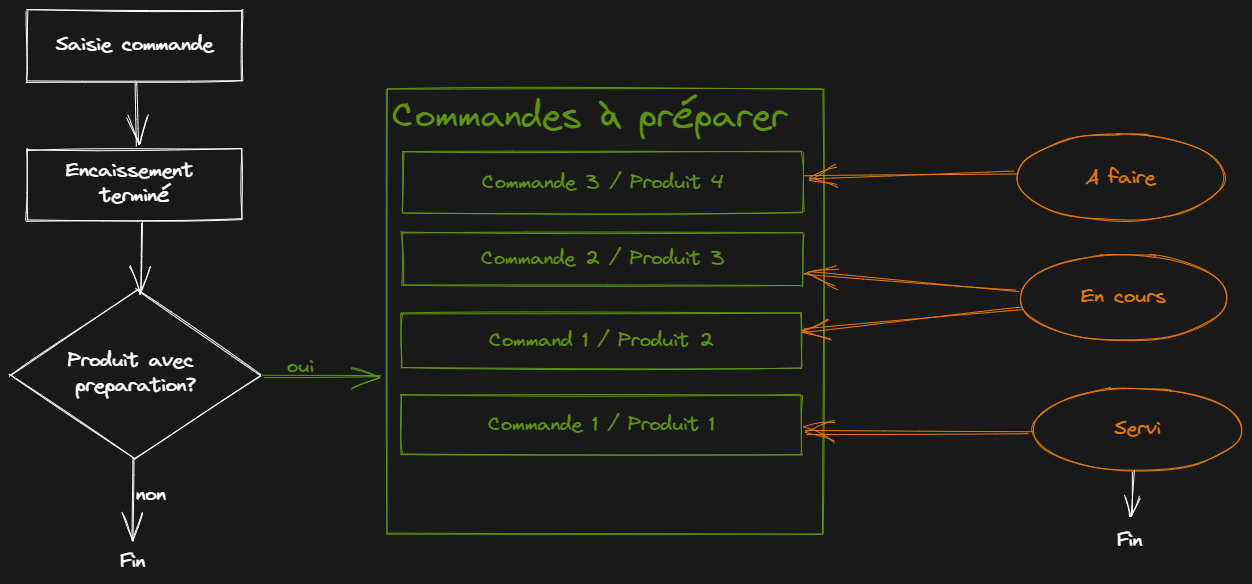 Saisie commande
Encaissement
terminé
Produit avec
preparation?
oui
non
Fin
Commandes à préparer
Commande 3 / Produit 4
Commande 2 / Produit 3
Command 1 / Produit 2
Commande 1 / Produit 1
A faire
En cours
Servi
Fin